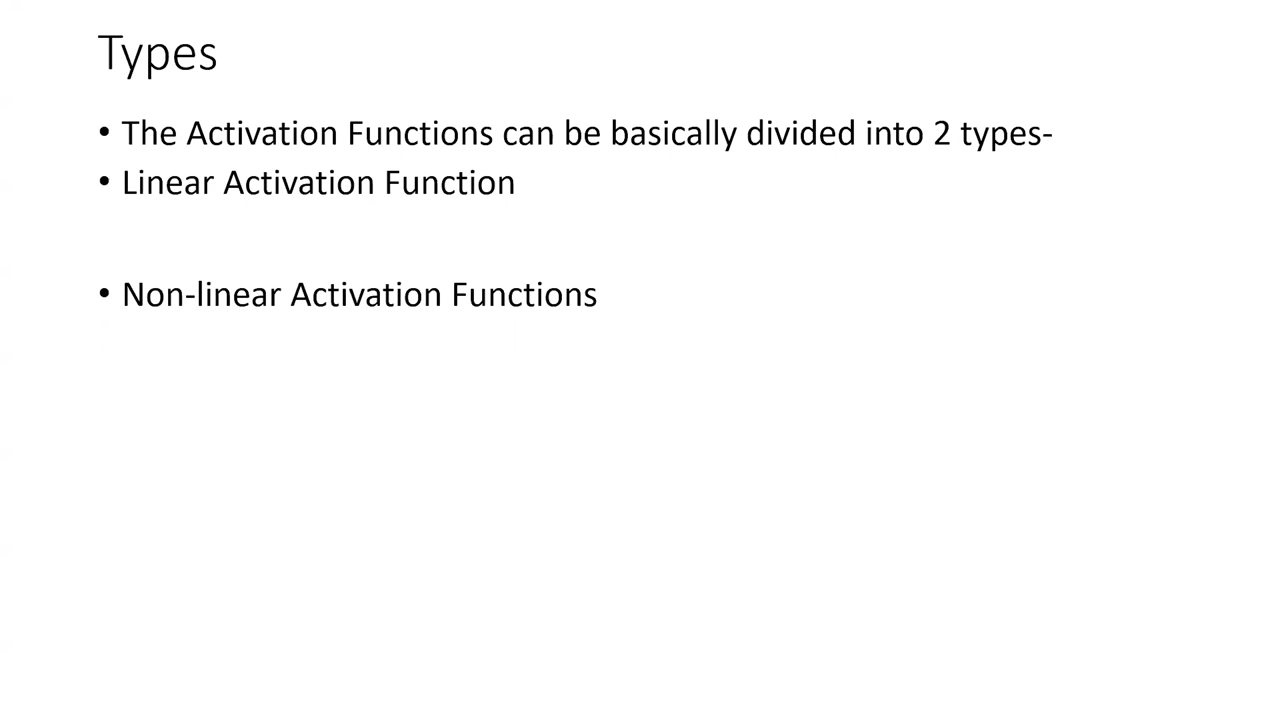 Types
• The Activation Functions can be basically divided into 2 types-
• Linear Activation Function
• Non-linear Activation Functions